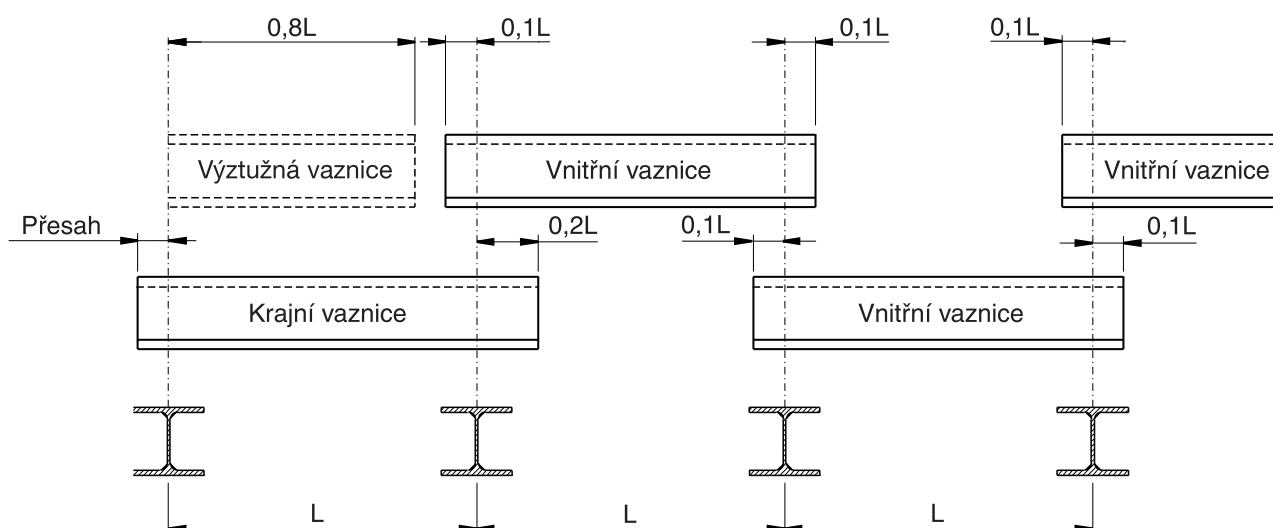 0,8L
0,1L
0,1L
0,1L
Výztužná vaznice
Vnitřní vaznice
Vnitřní vaznice
Přesah
0,2L
0,1L
0,1L
Krajní vaznice
Vnitřní vaznice
L
L
L